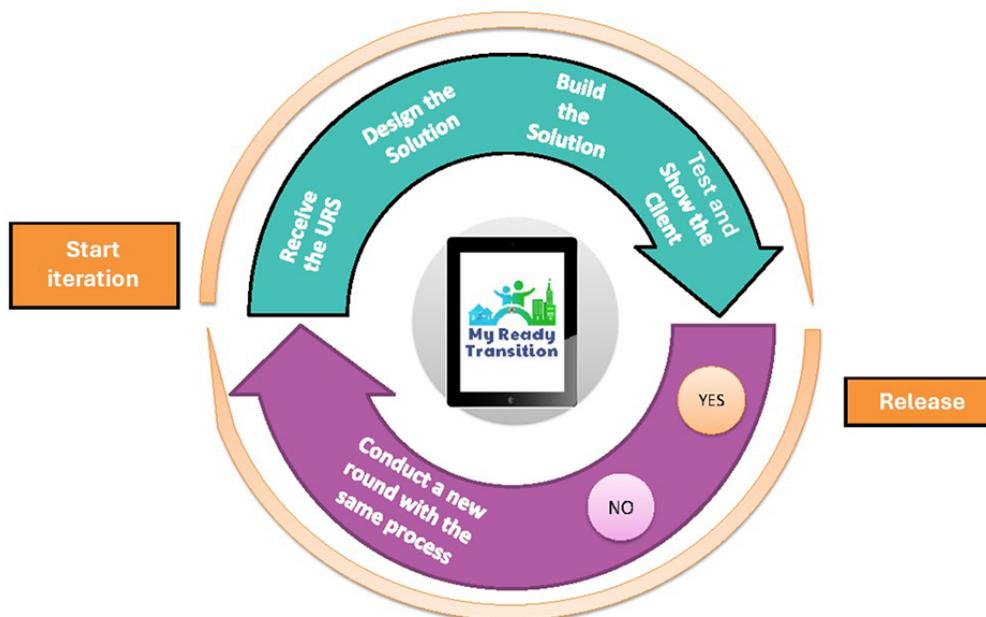 Start
iteration
Receive
the URS
Design the
Solution
Build
the
Solution
Test and
Show the
Client
YES
Release
NO
Conduct a new
round with the
same process
My Ready
Transition